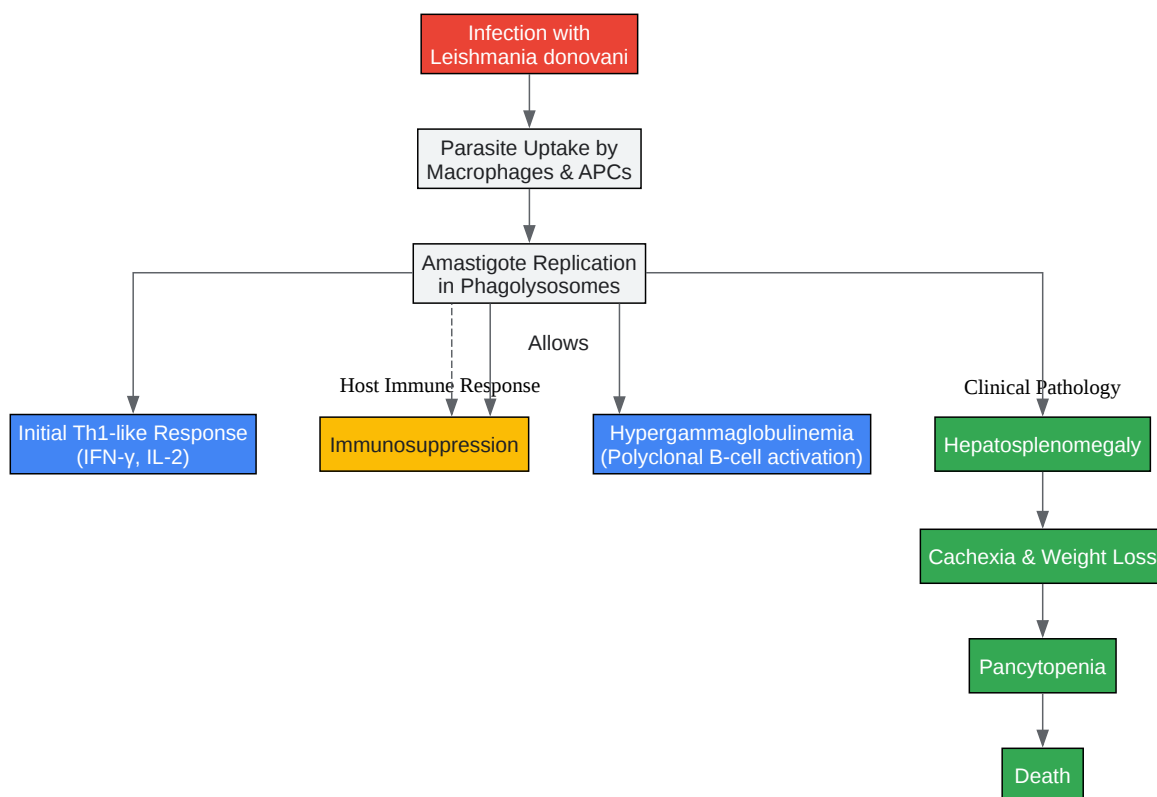 Infection with
Leishmania donovani
Parasite Uptake by
Macrophages & APCs
Amastigote Replication
in Phagolysosomes
Allows
Host Immune Response
Clinical Pathology
Initial Th1-like Response
(IFN-γ, IL-2)
Immunosuppression
Hypergammaglobulinemia
(Polyclonal B-cell activation)
Hepatosplenomegaly
Cachexia & Weight Loss
Pancytopenia
Death